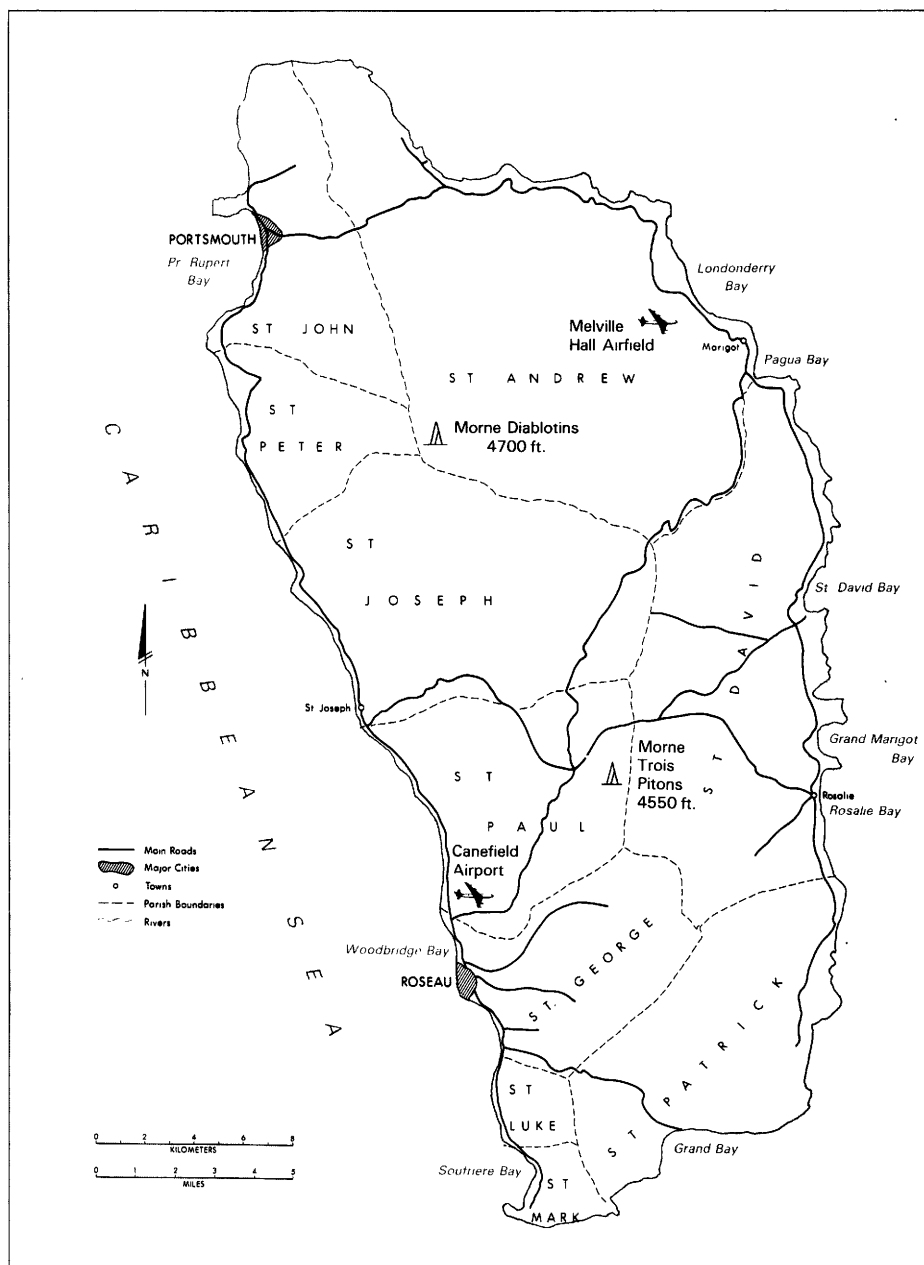 PORTSMOUTH
Pr Rupert
Bay
Londonderry
Bay
ST JOHN
Melville
Hall Airfield
Marigot
Pagua Bay
ST ANDREW
ST
PETER
Morne Diablotins
4700 ft.
CARIBBEAN SEA
ST
JOSEPH
ST DAVID
St David Bay
N
St Joseph
Grand Marigot
Bay
Morne
Trois
Pitons
4550 ft.
Rosalie
Rosalie Bay
ST
PAUL
Canefield
Airport
Main Roads
Major Cities
Towns
Parish Boundaries
Rivers
Woodbridge Bay
ROSEAU
ST. GEORGE
ST PATRICK
ST
LUKE
Grand Bay
Soufriere Bay
ST
MARK
0 2 4 6 8
KILOMETERS
0 1 2 3 4 5
MILES